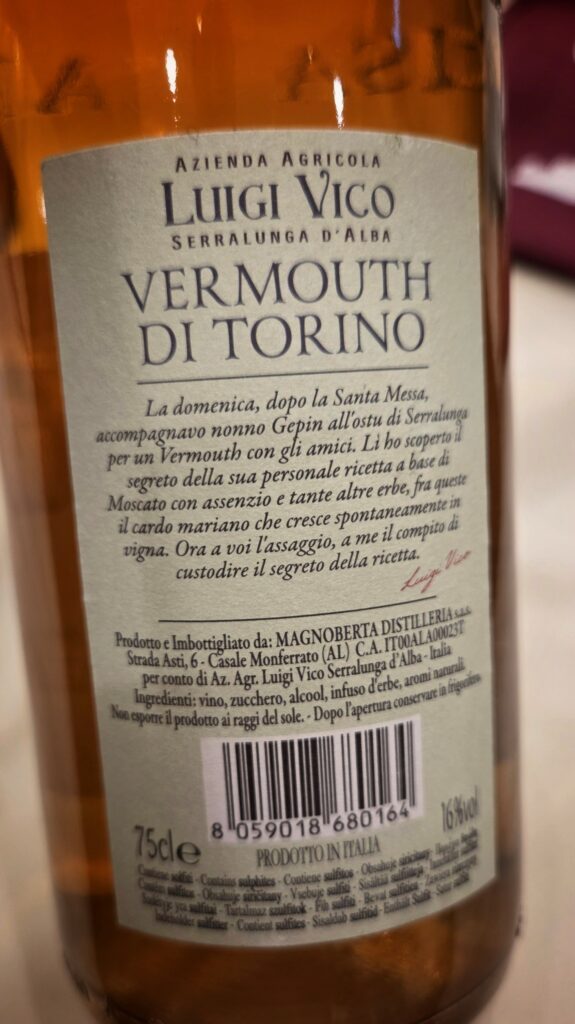 AZIENDA AGRICOLA
LUIGI VICO
SERRALUNGA D'ALBA
VERMOUTH
DI TORINO
La domenica, dopo la Santa Messa,
accompagnavo nonno Gepin all'ostu di Serralunga
per un Vermouth con gli amici. Lì ho scoperto il
segreto della sua personale ricetta a base di
Moscato con assenzio e tante altre erbe, fra queste
il cardo mariano che cresce spontaneamente in
vigna. Ora a voi l'assaggio, a me il compito di
custodire il segreto della ricetta.
Luigi Vico
Prodotto e Imbottigliato da: MAGNOBERTA DISTILLERIA s.a.s.
Strada Asti, 6 - Casale Monferrato (AL) C.A. IT00ALA00023T
per conto di Az. Agr. Luigi Vico Serralunga d'Alba - Italia
Ingredienti: vino, zucchero, alcool, infuso d'erbe, aromi naturali.
Non esporre il prodotto ai raggi del sole. - Dopo l'apertura conservare in frigorifero.
8 059018 680164
75cl e 16%vol
PRODOTTO IN ITALIA
Contiene solfiti - Contains sulphites - Contiene sulfitos - Obsahuje siričitany